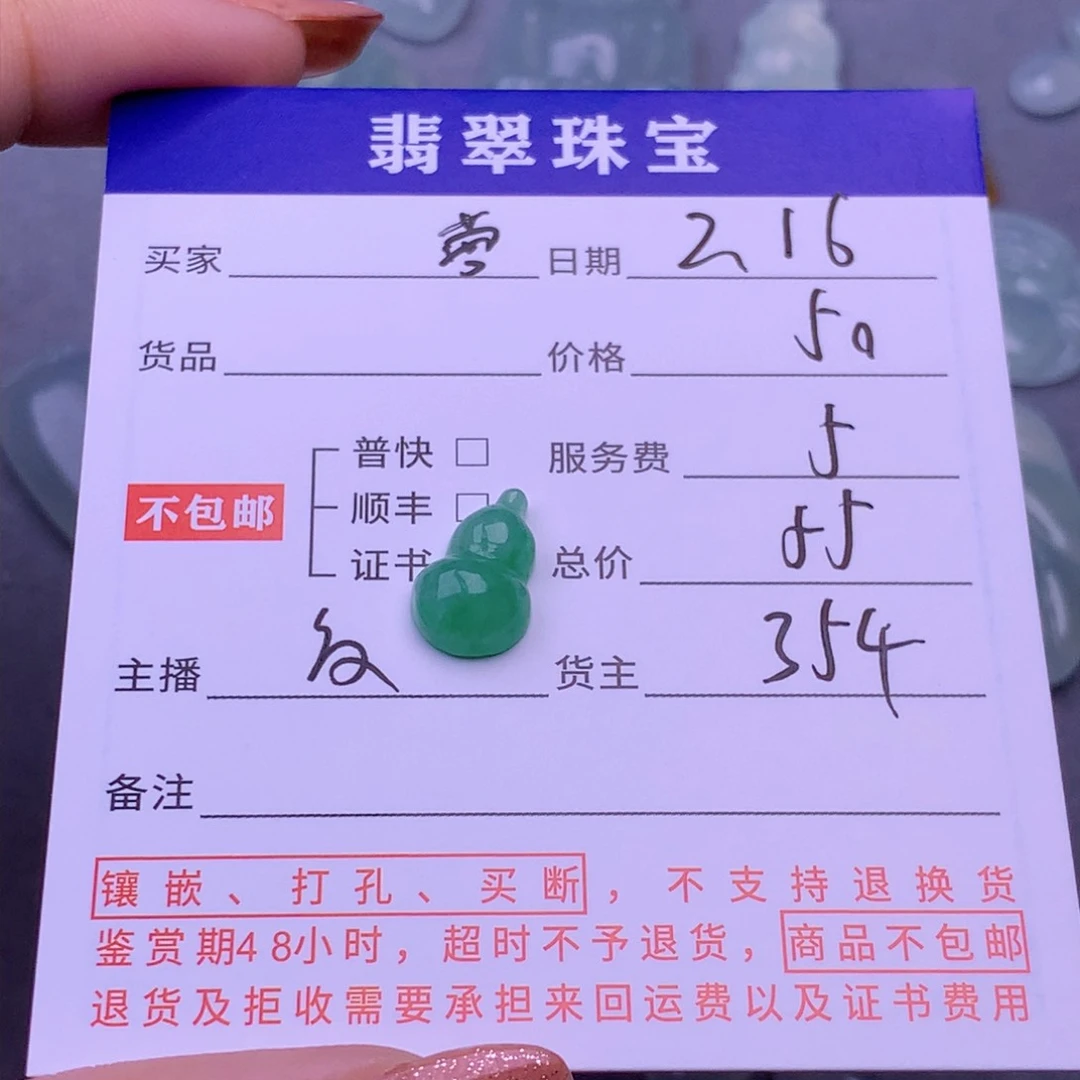 翡翠珠宝
买家 日期 2、16
货品 价格 50
普快 服务费 5
不包邮 顺丰
证书 总价 55
主播 货主 354
备注
镶嵌、打孔、买断，不支持退换货
鉴赏期48小时，超时不予退货，商品不包邮
退货及拒收需要承担来回运费以及证书费用